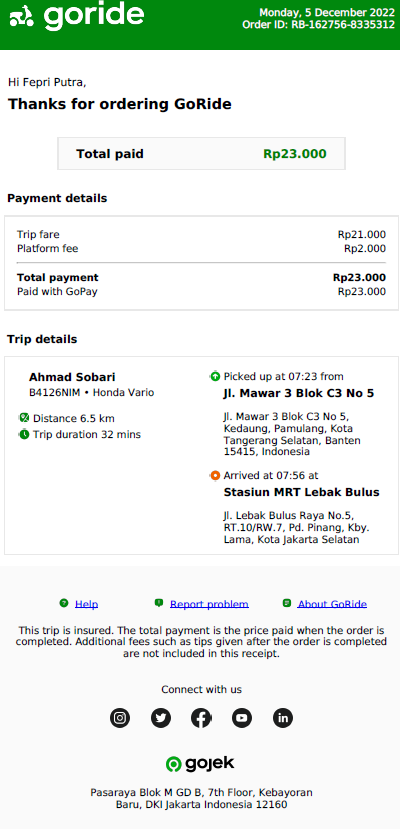 goride
Monday, 5 December 2022
Order ID: RB-162756-8335312
Hi Fepri Putra,
Thanks for ordering GoRide
Total paid Rp23.000
Payment details
Trip fare Rp21.000
Platform fee Rp2.000
Total payment Rp23.000
Paid with GoPay Rp23.000
Trip details
Ahmad Sobari
B4126NIM • Honda Vario
Distance 6.5 km
Trip duration 32 mins
Picked up at 07:23 from
Jl. Mawar 3 Blok C3 No 5
Jl. Mawar 3 Blok C3 No 5,
Kedaung, Pamulang, Kota
Tangerang Selatan, Banten
15415, Indonesia
Arrived at 07:56 at
Stasiun MRT Lebak Bulus
Jl. Lebak Bulus Raya No.5,
RT.10/RW.7, Pd. Pinang, Kby.
Lama, Kota Jakarta Selatan
Help Report problem About GoRide
This trip is insured. The total payment is the price paid when the order is
completed. Additional fees such as tips given after the order is completed
are not included in this receipt.
Connect with us
gojek
Pasaraya Blok M GD B, 7th Floor, Kebayoran
Baru, DKI Jakarta Indonesia 12160